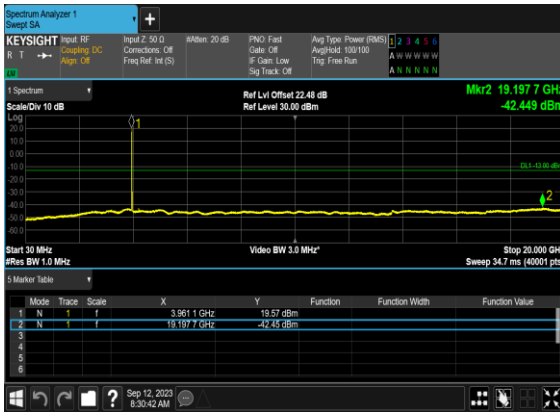 Spectrum Analyzer 1
Swept SA
+
KEYSIGHT
R T
Input: RF
Coupling: DC
Align: Off
Input Z: 50 Ω
Corrections: Off
Freq Ref: Int (S)
#Atten: 20 dB
PNO: Fast
Gate: Off
IF Gain: Low
Sig Track: Off
Avg Type: Power (RMS)
Avg|Hold: 100/100
Trig: Free Run
1 2 3 4 5 6
A W W W W W
A N N N N N
1 Spectrum
Scale/Div 10 dB
Ref Lvl Offset 22.48 dB
Ref Level 30.00 dBm
Mkr2 19.197 7 GHz
-42.449 dBm
Log
20.0
10.0
0.00
-10.0
-20.0
-30.0
-40.0
-50.0
-60.0
1
DL1 -13.00 dBm
2
Start 30 MHz
#Res BW 1.0 MHz
Video BW 3.0 MHz*
Stop 20.000 GH
Sweep 34.7 ms (40001 pts
5 Marker Table
Mode Trace Scale X Y Function Function Width Function Value
1 N 1 f 3.961 1 GHz 19.57 dBm
2 N 1 f 19.197 7 GHz -42.45 dBm
3
4
5
6
?
Sep 12, 2023
8:30:42 AM